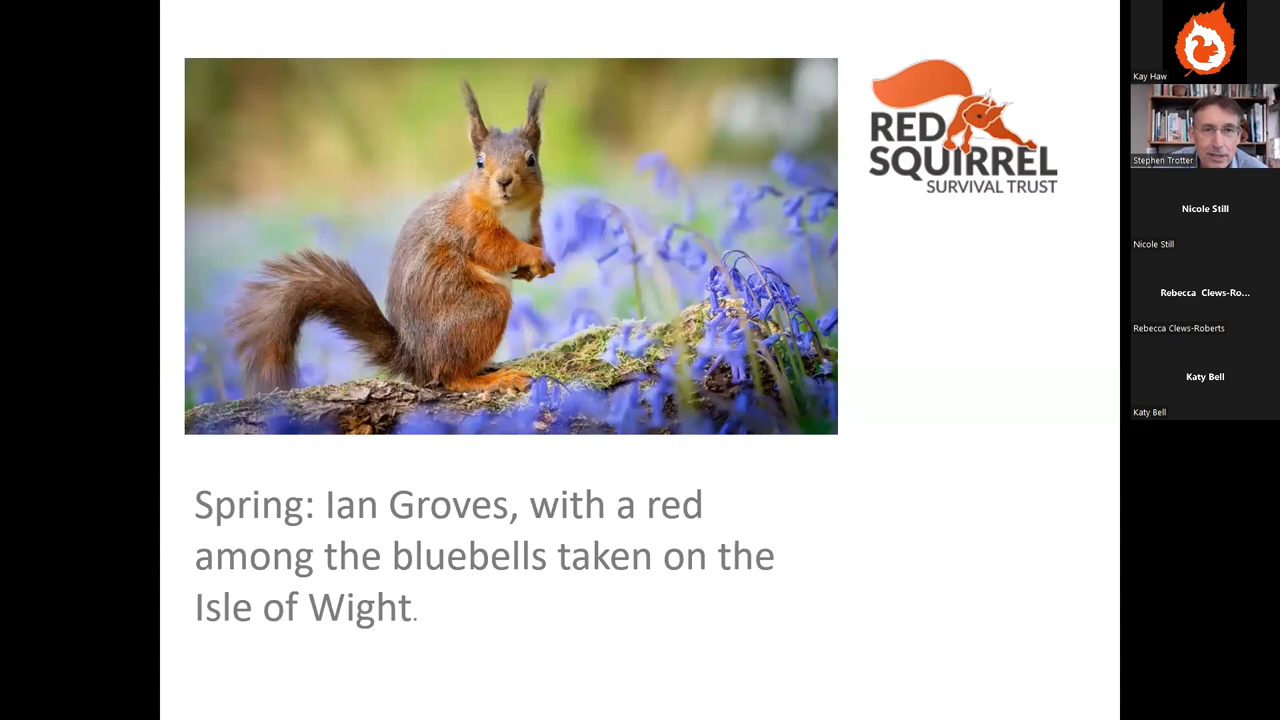 RED
SQUIRREL
SURVIVAL TRUST
Spring: Ian Groves, with a red
among the bluebells taken on the
Isle of Wight.
Kay Haw
Stephen Trotter
Nicole Still
Nicole Still
Rebecca Clews-Ro...
Rebecca Clews-Roberts
Katy Bell
Katy Bell